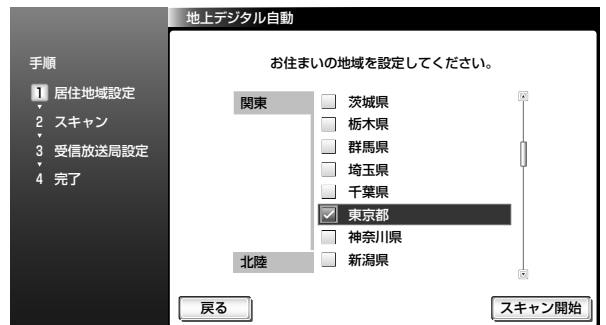 地上デジタル自動
手順
1 居住地域設定
2 スキャン
3 受信放送局設定
4 完了
お住まいの地域を設定してください。
関東
茨城県
栃木県
群馬県
埼玉県
千葉県
東京都
神奈川県
北陸
新潟県
戻る
スキャン開始